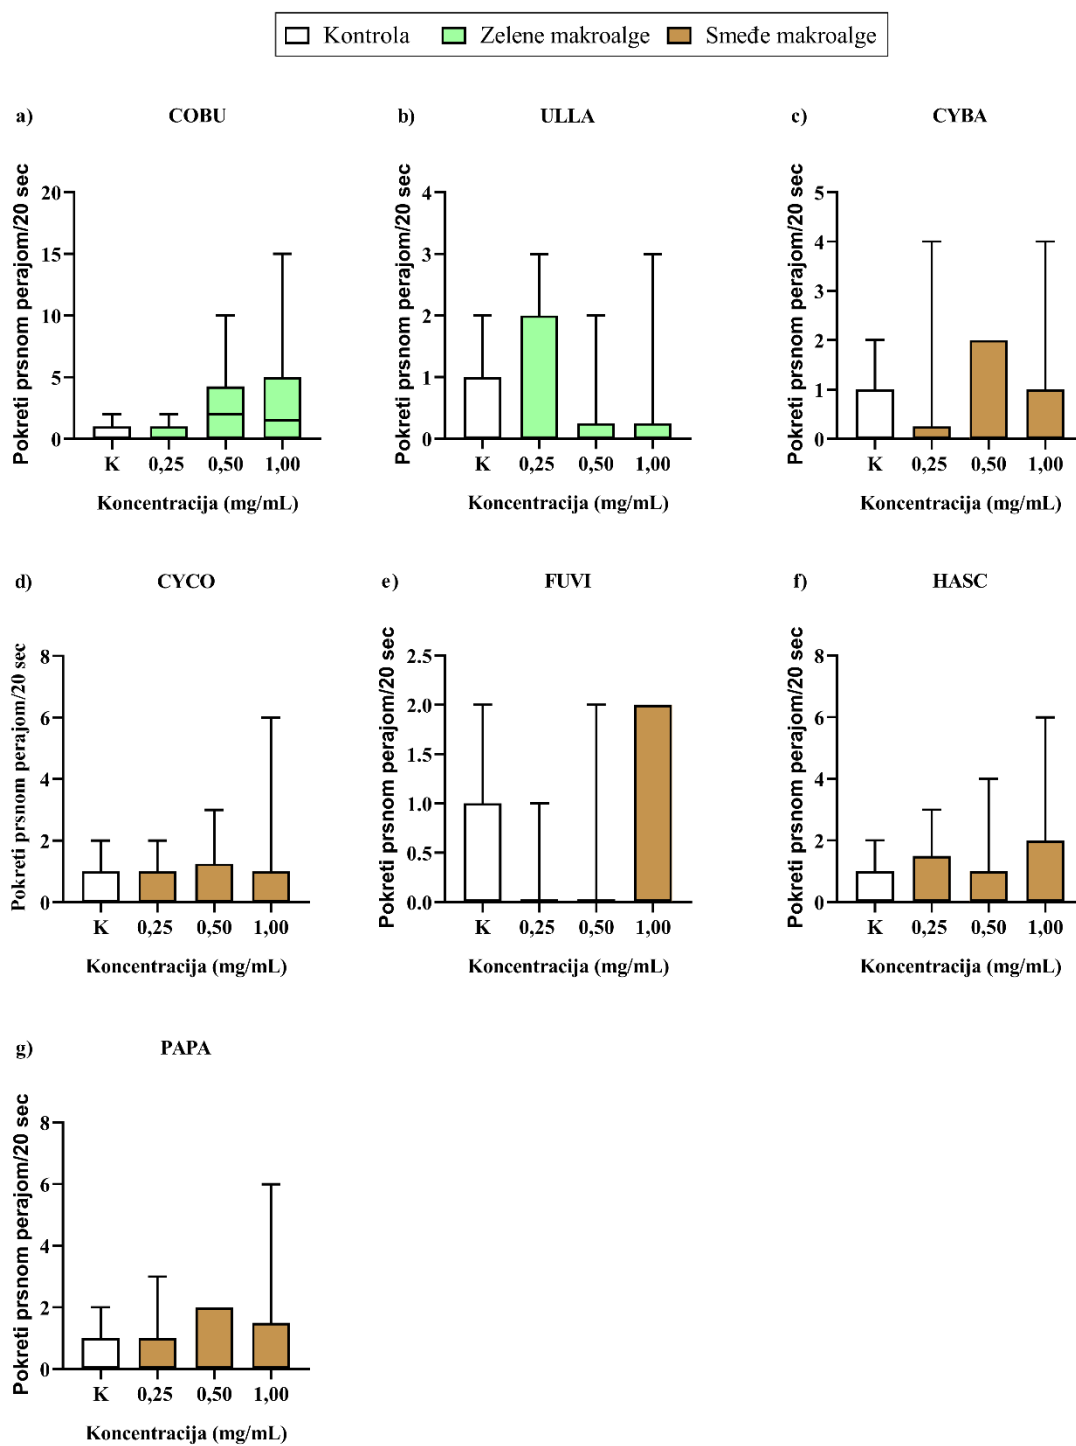 Kontrola Zelene makroalge Smeđe makroalge
a) COBU
Pokreti prsnom perajom/20 sec
20
15
10
5
0
K 0,25 0,50 1,00
Koncentracija (mg/mL)
b) ULLA
Pokreti prsnom perajom/20 sec
4
3
2
1
0
K 0,25 0,50 1,00
Koncentracija (mg/mL)
c) CYBA
Pokreti prsnom perajom/20 sec
5
4
3
2
1
0
K 0,25 0,50 1,00
Koncentracija (mg/mL)
d) CYCO
Pokreti prsnom perajom/20 sec
8
6
4
2
0
K 0,25 0,50 1,00
Koncentracija (mg/mL)
e) FUVI
Pokreti prsnom perajom/20 sec
2.5
2.0
1.5
1.0
0.5
0.0
K 0,25 0,50 1,00
Koncentracija (mg/mL)
f) HASC
Pokreti prsnom perajom/20 sec
8
6
4
2
0
K 0,25 0,50 1,00
Koncentracija (mg/mL)
g) PAPA
Pokreti prsnom perajom/20 sec
8
6
4
2
0
K 0,25 0,50 1,00
Koncentracija (mg/mL)